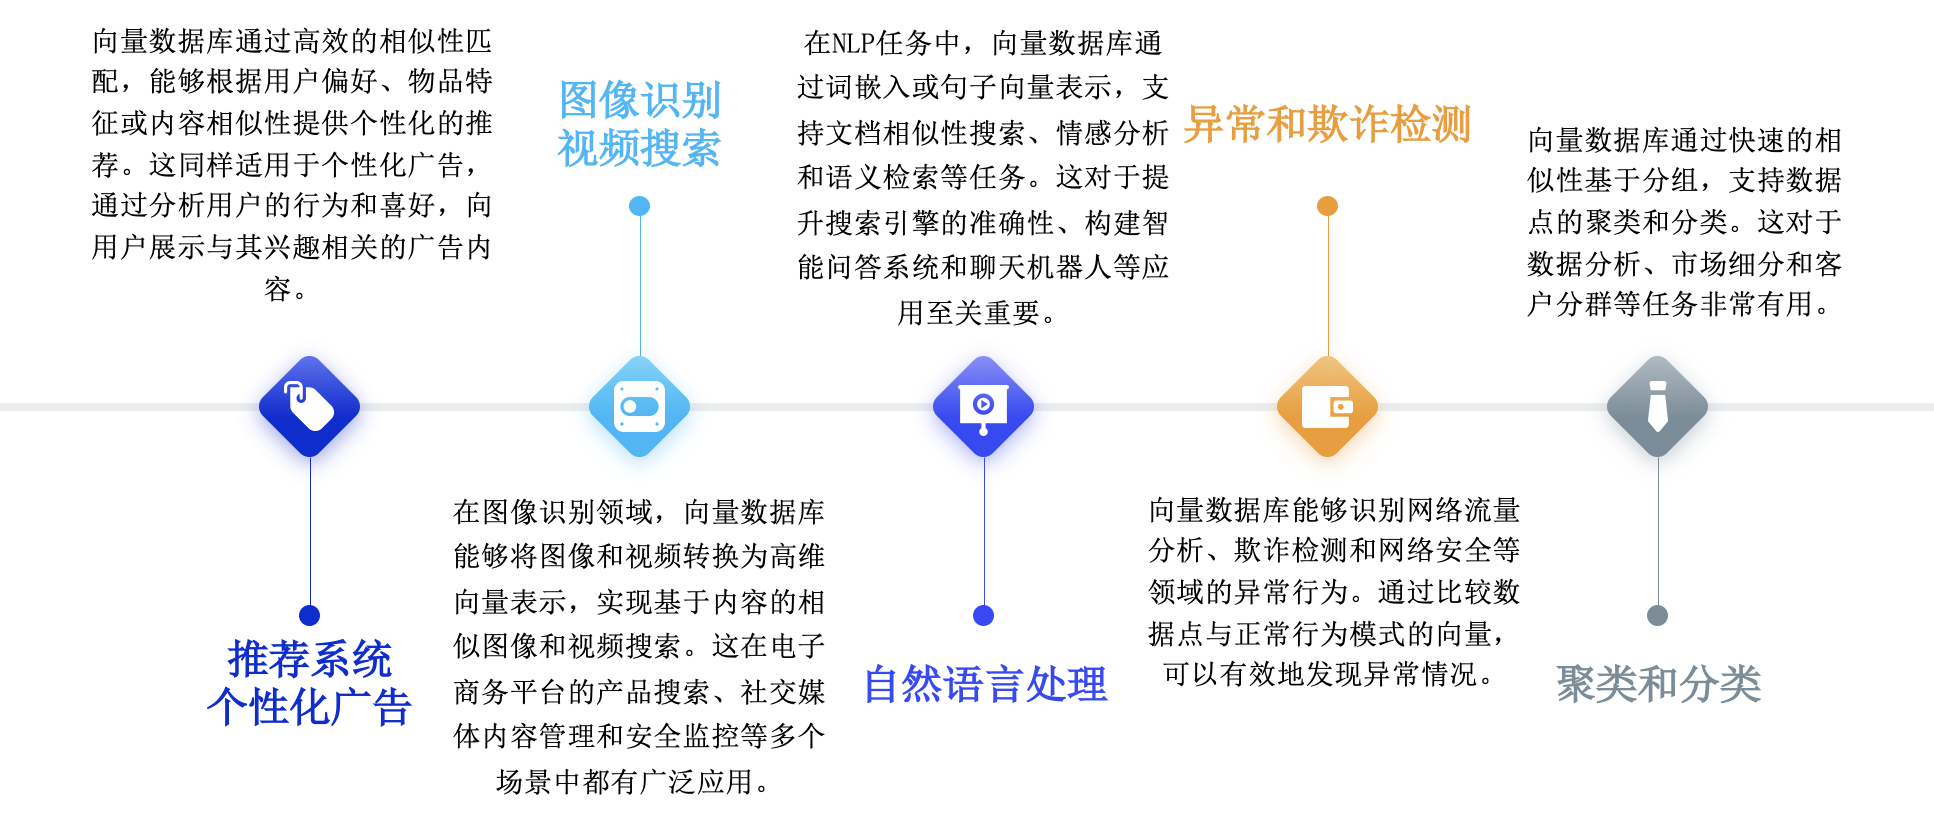 向量数据库通过高效的相似性匹
配，能够根据用户偏好、物品特
征或内容相似性提供个性化的推
荐。这同样适用于个性化广告，
通过分析用户的行为和喜好，向
用户展示与其兴趣相关的广告内
容。
推荐系统
个性化广告
图像识别
视频搜索
在图像识别领域，向量数据库
能够将图像和视频转换为高维
向量表示，实现基于内容的相
似图像和视频搜索。这在电子
商务平台的产品搜索、社交媒
体内容管理和安全监控等多个
场景中都有广泛应用。
在NLP任务中，向量数据库通
过词嵌入或句子向量表示，支
持文档相似性搜索、情感分析
和语义检索等任务。这对于提
升搜索引擎的准确性、构建智
能问答系统和聊天机器人等应
用至关重要。
自然语言处理
异常和欺诈检测
向量数据库能够识别网络流量
分析、欺诈检测和网络安全等
领域的异常行为。通过比较数
据点与正常行为模式的向量，
可以有效地发现异常情况。
向量数据库通过快速的相
似性基于分组，支持数据
点的聚类和分类。这对于
数据分析、市场细分和客
户分群等任务非常有用。
聚类和分类